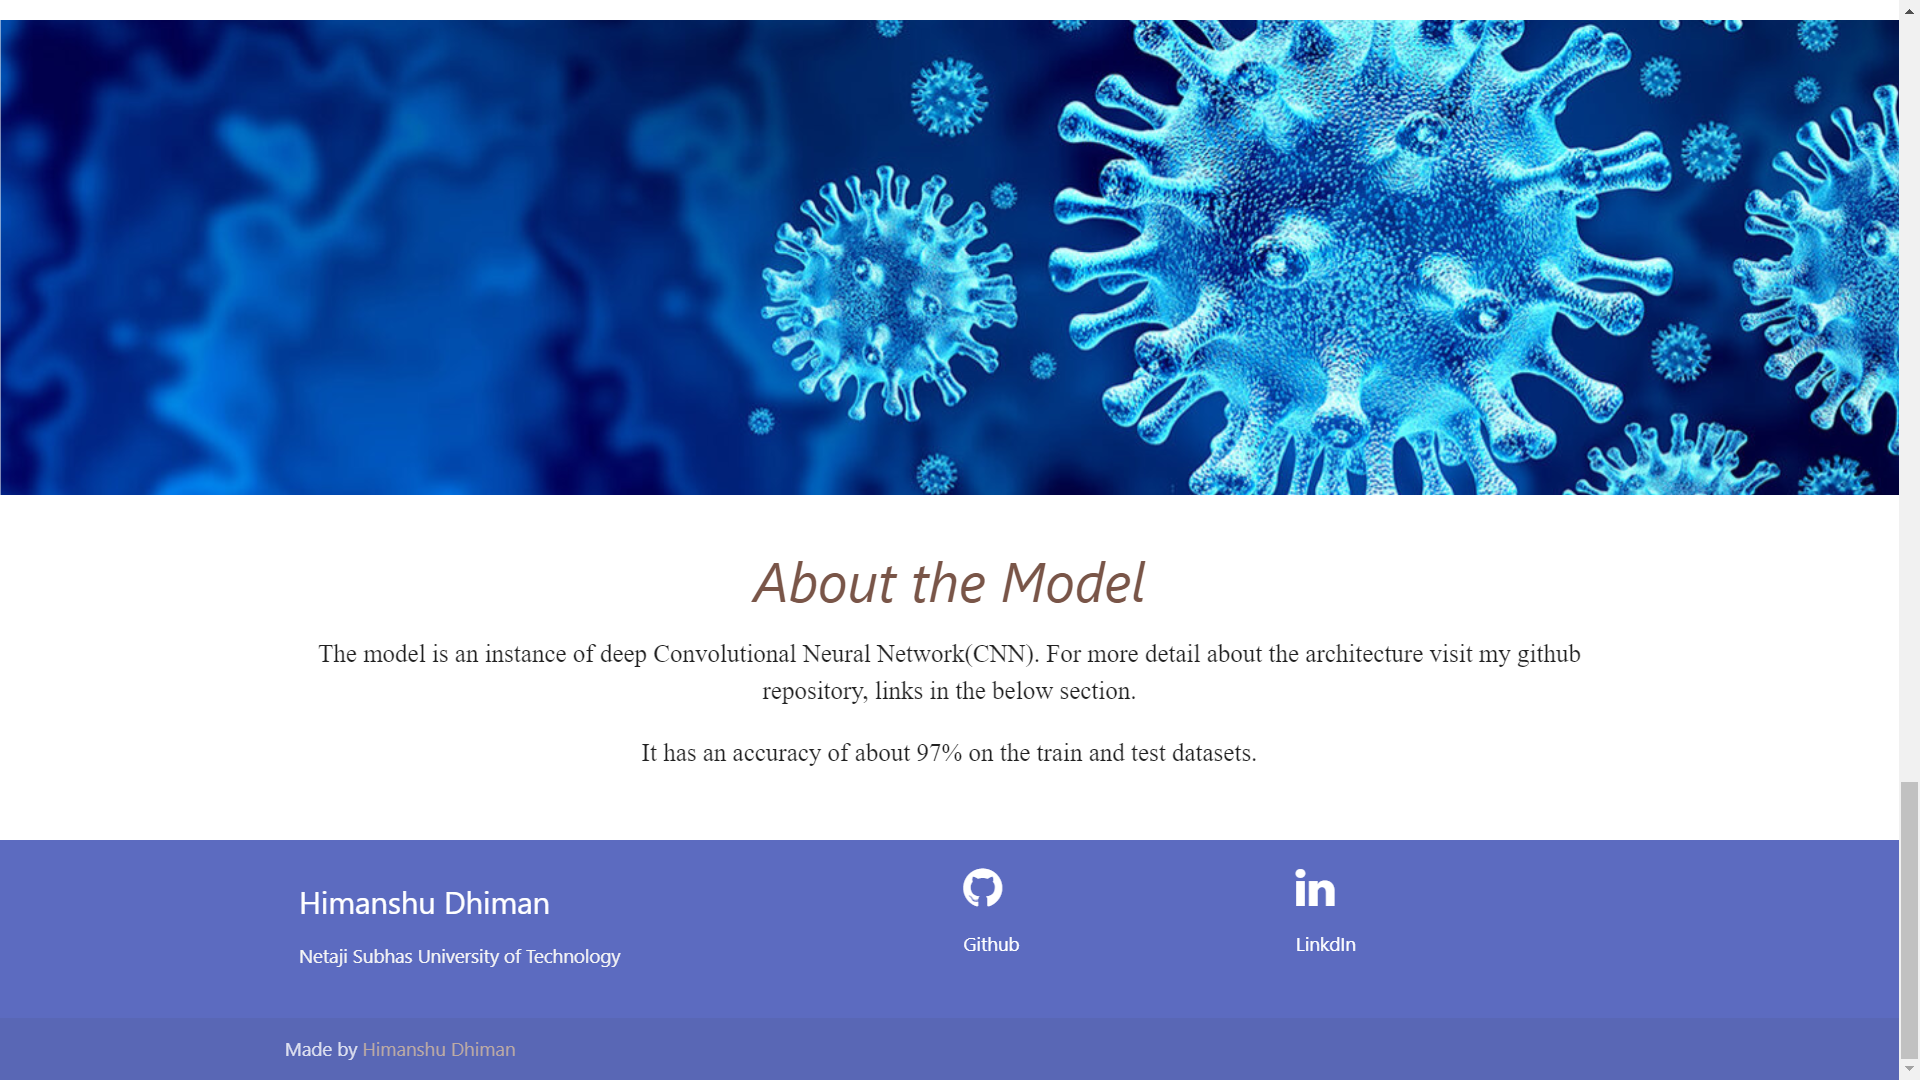 About the Model
The model is an instance of deep Convolutional Neural Network(CNN). For more detail about the architecture visit my github
repository, links in the below section.
It has an accuracy of about 97% on the train and test datasets.
Himanshu Dhiman
Netaji Subhas University of Technology
Github
LinkdIn
Made by Himanshu Dhiman